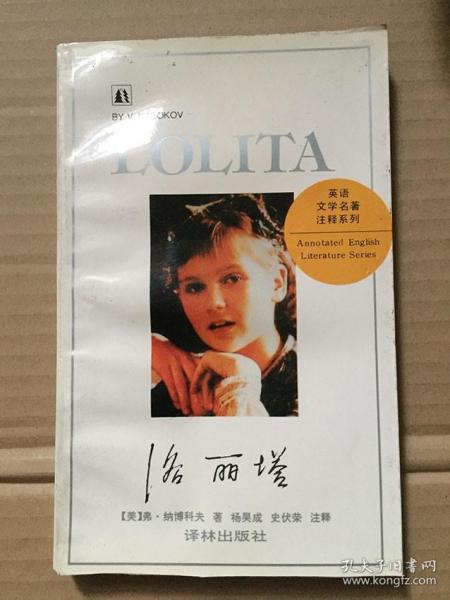 BY V. NABOKOV
LOLITA
英语
文学名著
注释系列
Annotated English
Literature Series
洛丽塔
【美】弗·纳博科夫 著 杨昊成 史伏荣 注释
译林出版社
孔夫子旧书网
www.kongfz.com